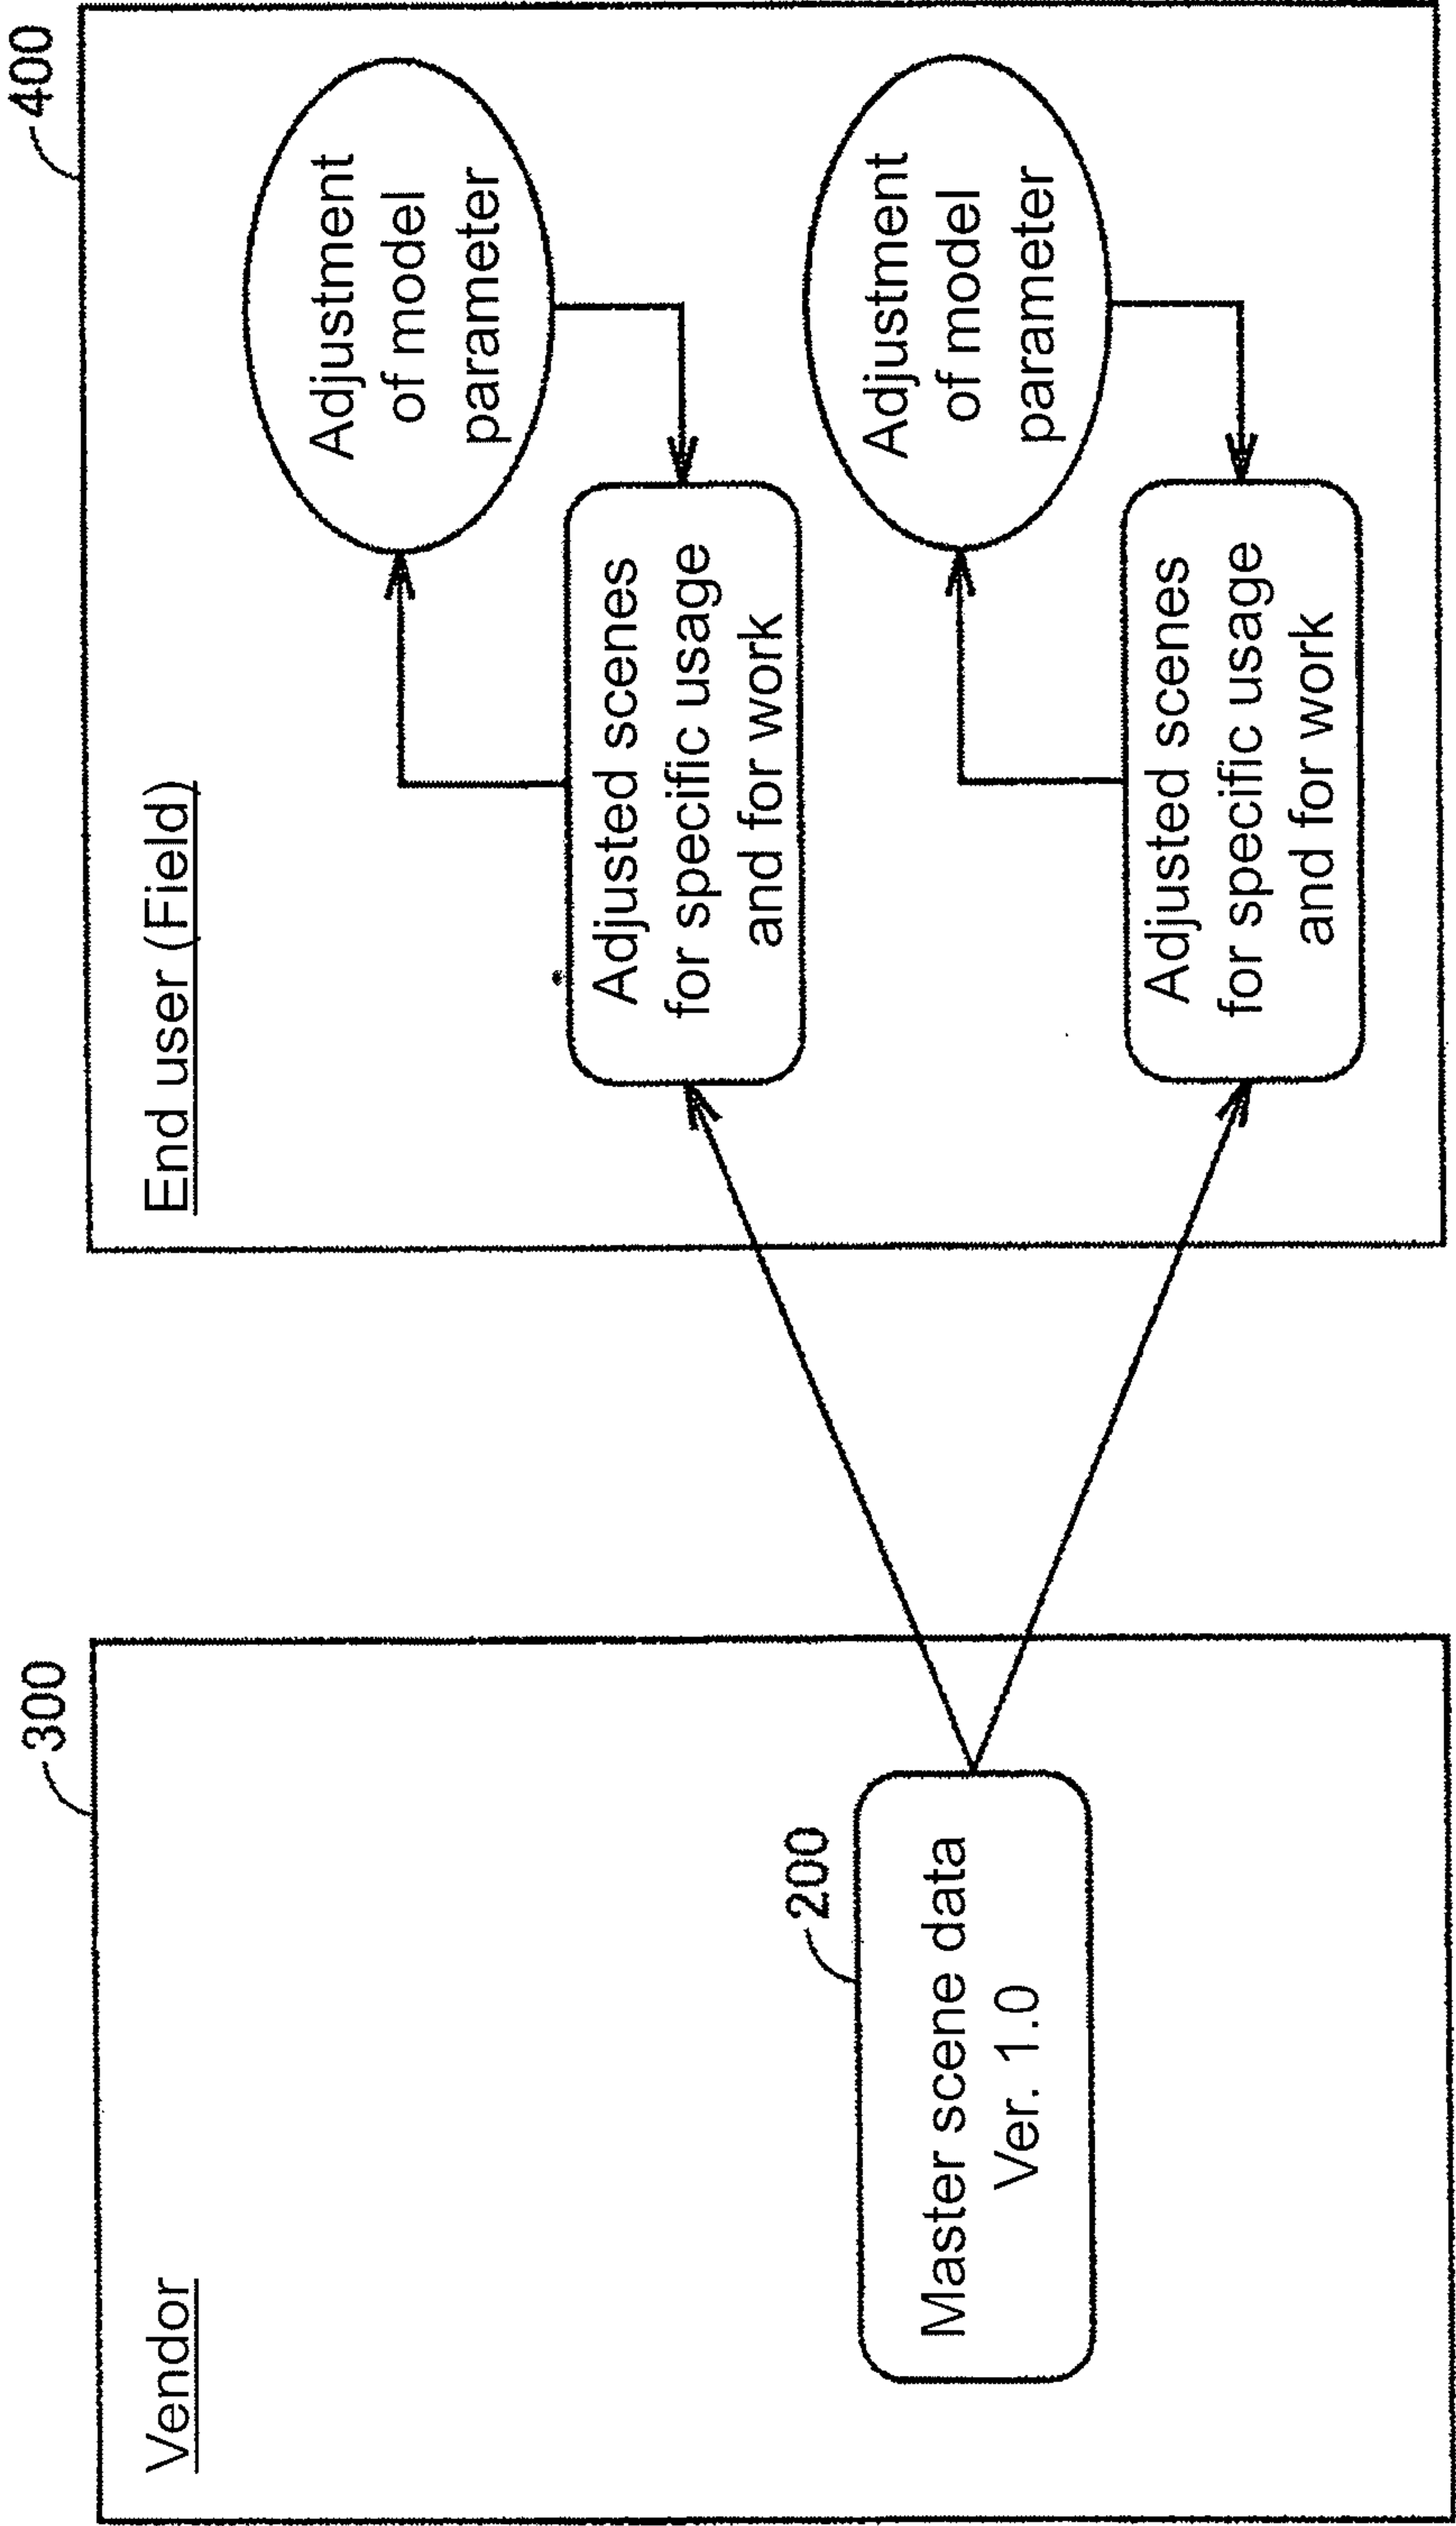 300
Vendor
200
Master scene data
Ver. 1.0
400
End user (Field)
Adjustment
of model
parameter
Adjusted scenes
for specific usage
and for work
Adjustment
of model
parameter
Adjusted scenes
for specific usage
and for work